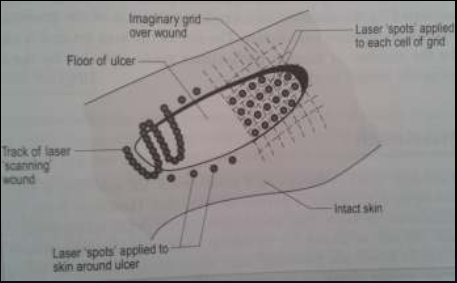 Imaginary grid
over wound
Laser 'spots' applied
to each cell of grid
Floor of ulcer
Track of laser
'scanning'
wound
Intact skin
Laser 'spots' applied to
skin around ulcer